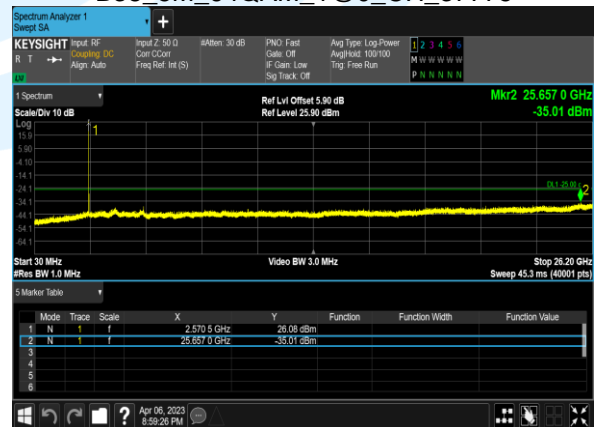 Spectrum Analyzer 1
Swept SA
+
KEYSIGHT Input: RF Input Z: 50 Ω #Atten: 30 dB PNO: Fast Avg Type: Log-Power 1 2 3 4 5 6
R T Coupling: DC Corr CCorr Gate: Off Avg|Hold: 100/100 M W W W W W
Align: Auto Freq Ref: Int (S) IF Gain: Low Trig: Free Run
Sig Track: Off P N N N N N
1 Spectrum
Scale/Div 10 dB
Ref Lvl Offset 5.90 dB
Ref Level 25.90 dBm
Mkr2 25.657 0 GHz
-35.01 dBm
Log
15.9
5.90
-4.10
-14.1
-24.1
-34.1
-44.1
-54.1
-64.1
1
DL1 -25.00
2
Start 30 MHz Video BW 3.0 MHz Stop 26.20 GHz
#Res BW 1.0 MHz Sweep 45.3 ms (40001 pts)
5 Marker Table
Mode Trace Scale X Y Function Function Width Function Value
1 N 1 f 2.570 5 GHz 26.08 dBm
2 N 1 f 25.657 0 GHz -35.01 dBm
3
4
5
6
? Apr 06, 2023
8:59:26 PM